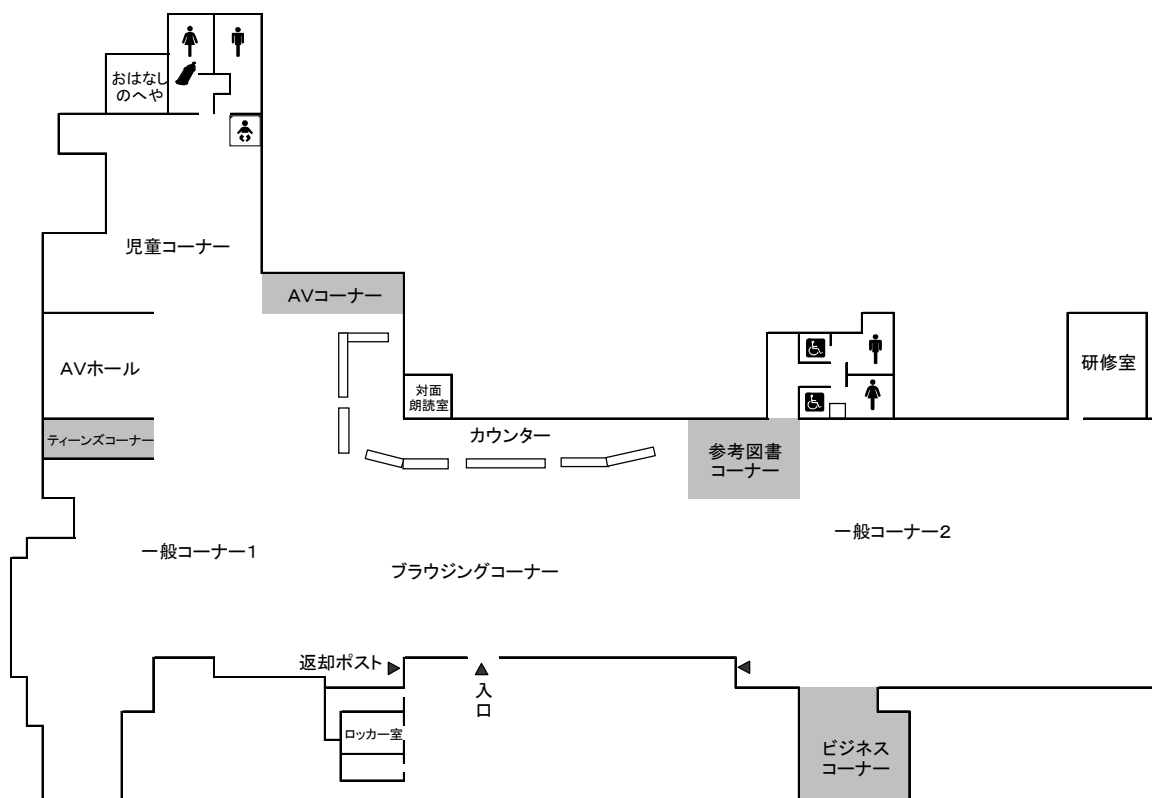 おはなし
のへや
児童コーナー
AVコーナー
AVホール
研修室
対面
朗読室
ティーンズコーナー
カウンター
参考図書
コーナー
一般コーナー1
一般コーナー2
ブラウジングコーナー
返却ポスト
入
口
ロッカー室
ビジネス
コーナー